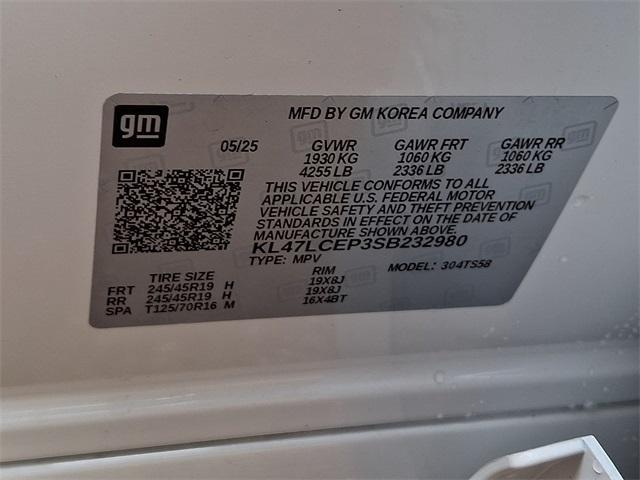 gm
MFD BY GM KOREA COMPANY
05/25 GVWR GAWR FRT GAWR RR
1930 KG 1060 KG 1060 KG
4255 LB 2336 LB 2336 LB
THIS VEHICLE CONFORMS TO ALL
APPLICABLE U.S. FEDERAL MOTOR
VEHICLE SAFETY AND THEFT PREVENTION
STANDARDS IN EFFECT ON THE DATE OF
MANUFACTURE SHOWN ABOVE.
KL47LCEP3SB232980
TYPE: MPV MODEL: 304TS58
TIRE SIZE RIM
FRT 245/45R19 H 19X8J
RR 245/45R19 H 19X8J
SPA T125/70R16 M 16X4BT